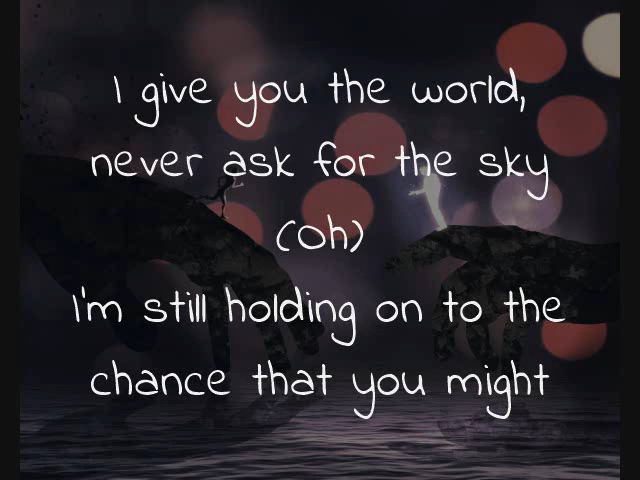 I give you the world,
never ask for the sky
(Oh)
I'm still holding on to the
chance that you might